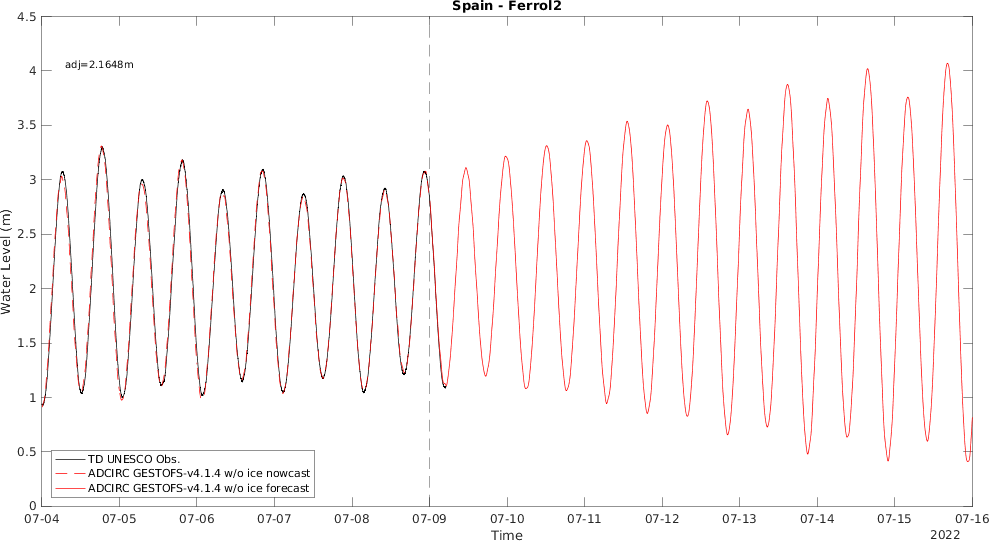 Spain - Ferrol2
adj=2.1648m
4.5
4
3.5
3
2.5
2
1.5
1
0.5
0
Water Level (m)
TD UNESCO Obs.
ADCIRC GESTOFS-v4.1.4 w/o ice nowcast
ADCIRC GESTOFS-v4.1.4 w/o ice forecast
07-04 07-05 07-06 07-07 07-08 07-09 07-10 07-11 07-12 07-13 07-14 07-15 07-16
Time
2022